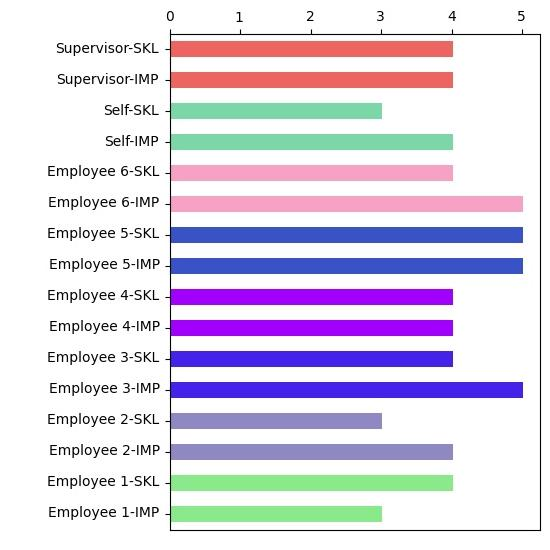 0 1 2 3 4 5
Supervisor-SKL
Supervisor-IMP
Self-SKL
Self-IMP
Employee 6-SKL
Employee 6-IMP
Employee 5-SKL
Employee 5-IMP
Employee 4-SKL
Employee 4-IMP
Employee 3-SKL
Employee 3-IMP
Employee 2-SKL
Employee 2-IMP
Employee 1-SKL
Employee 1-IMP